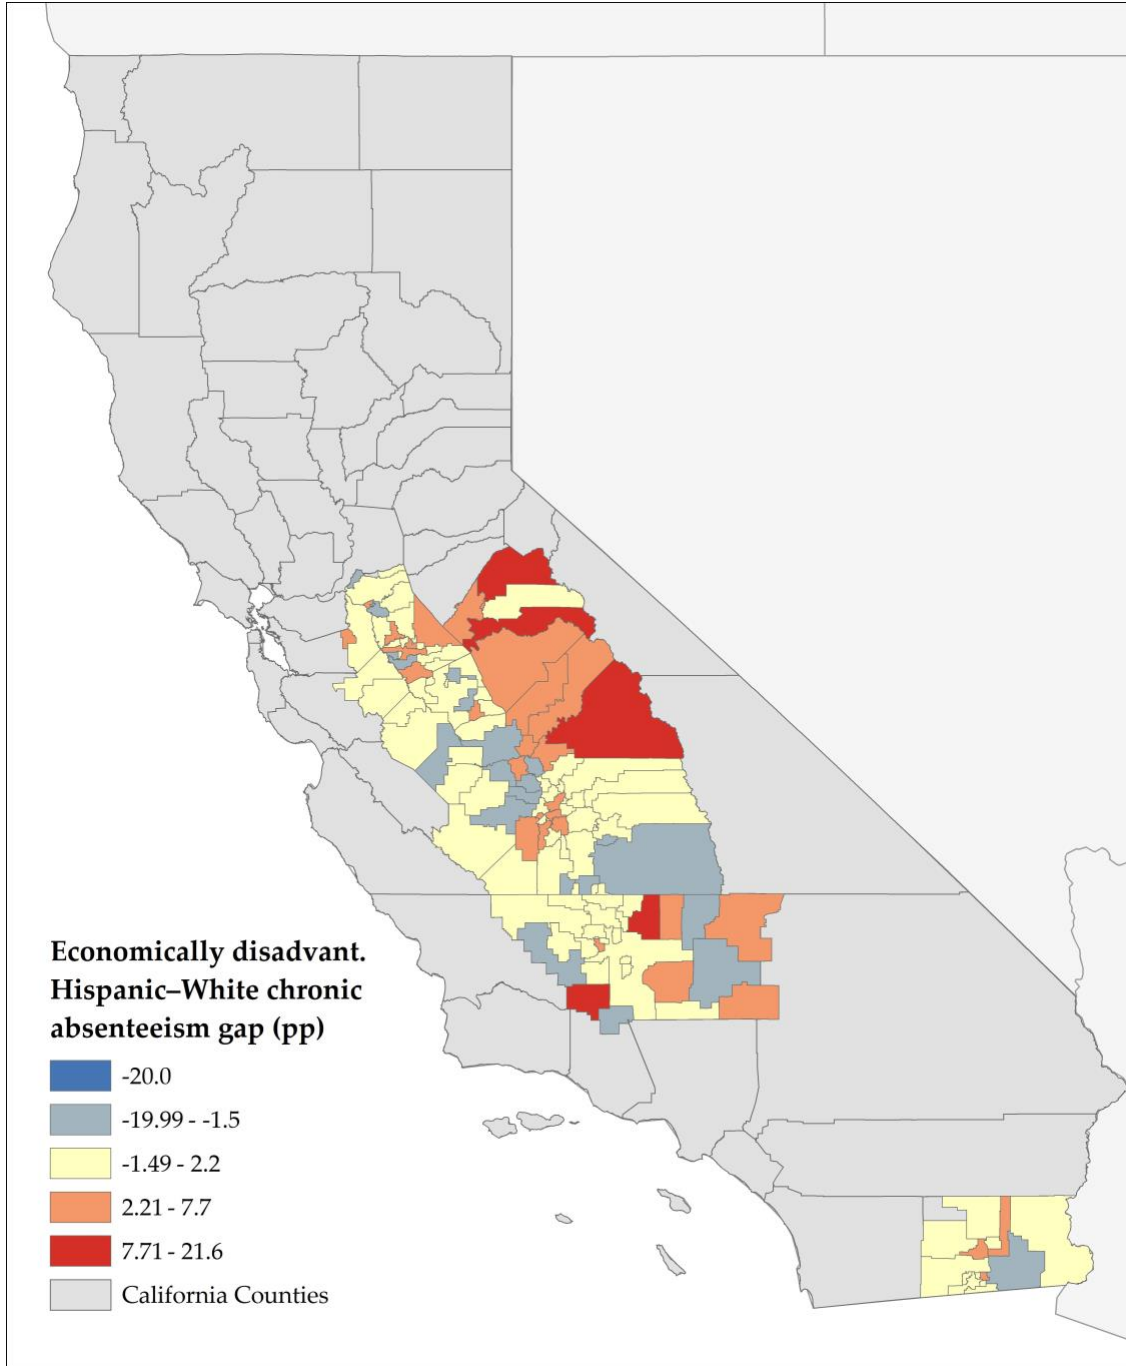 Economically disadvant.
Hispanic–White chronic
absenteeism gap (pp)
-20.0
-19.99 - -1.5
-1.49 - 2.2
2.21 - 7.7
7.71 - 21.6
California Counties